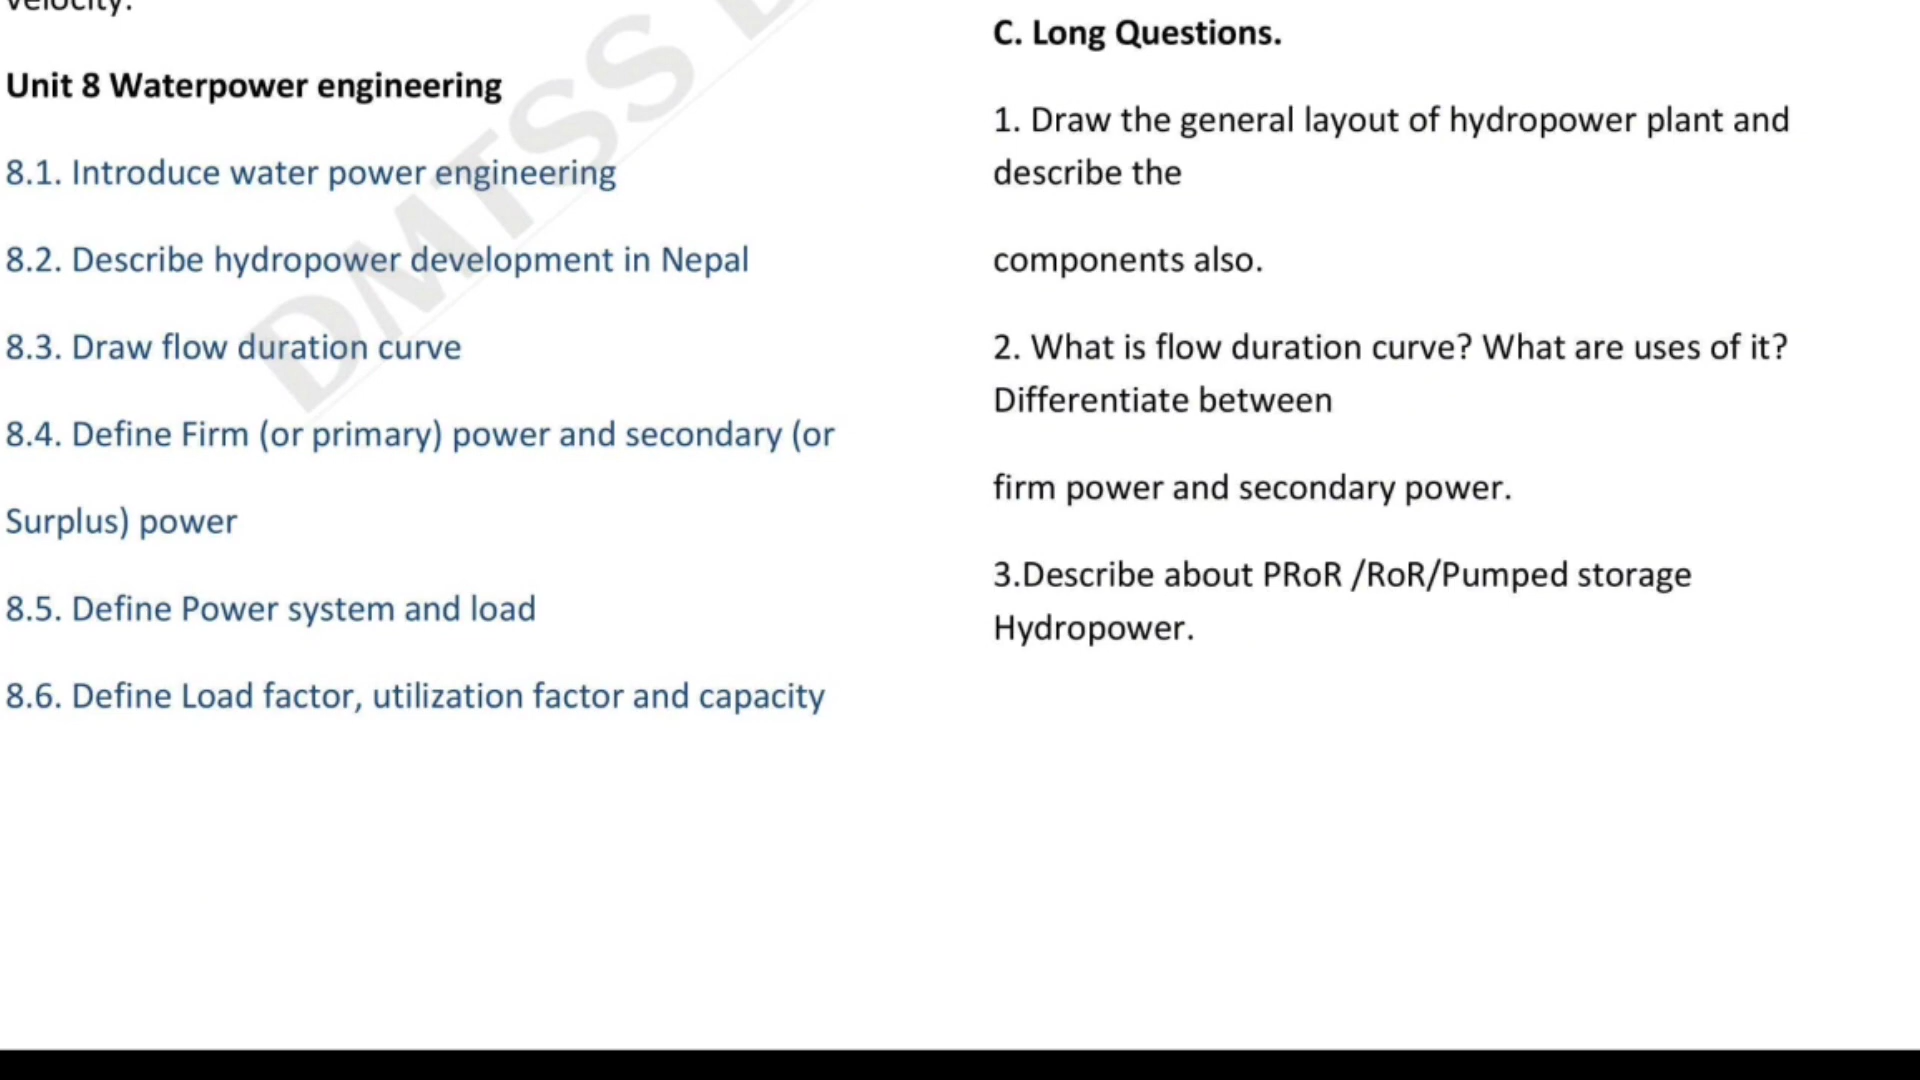 velocity.
Unit 8 Waterpower engineering
8.1. Introduce water power engineering
8.2. Describe hydropower development in Nepal
8.3. Draw flow duration curve
8.4. Define Firm (or primary) power and secondary (or
Surplus) power
8.5. Define Power system and load
8.6. Define Load factor, utilization factor and capacity
C. Long Questions.
1. Draw the general layout of hydropower plant and
describe the
components also.
2. What is flow duration curve? What are uses of it?
Differentiate between
firm power and secondary power.
3.Describe about PRoR /RoR/Pumped storage
Hydropower.
DMTSS